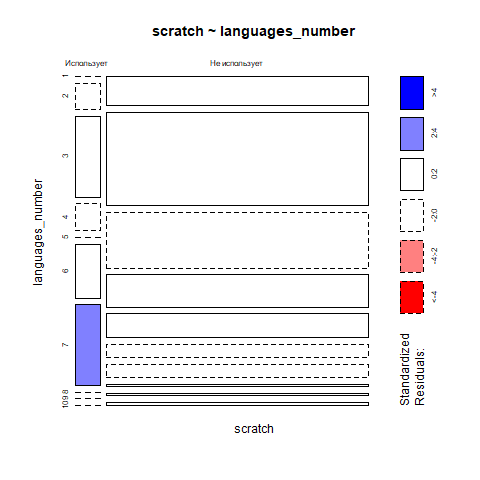 scratch ~ languages_number
Использует
Не использует
1
2
3
4
5
6
7
8
9
10
languages_number
scratch
>4
2:4
0:2
-2:0
-4:-2
<-4
Standardized
Residuals: